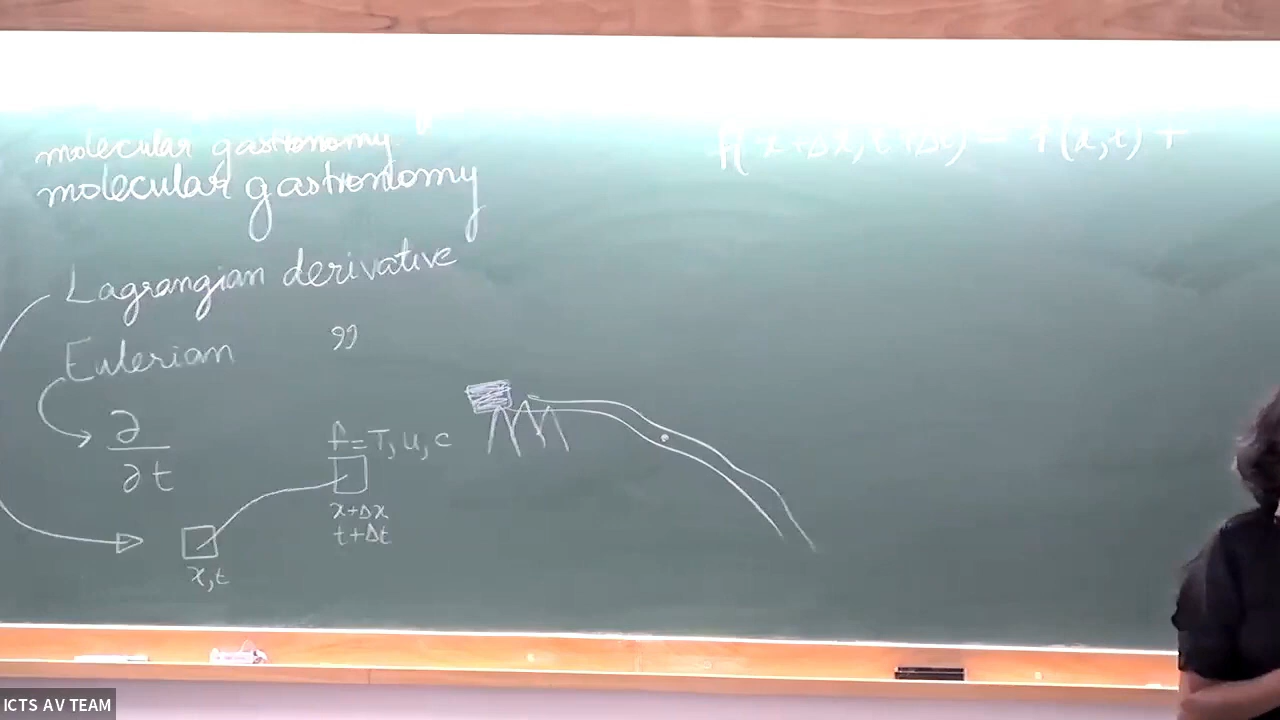 molecular gastronomy
molecular gastronomy
Lagrangian derivative
Eulerian "
∂
∂t
f=T, u, c
x+Δx
t+Δt
x,t
f(x+Δx, t+Δt) = f(x,t) +
ICTS AV TEAM